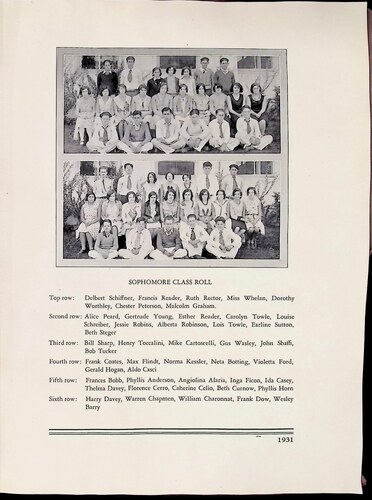 SOPHOMORE CLASS ROLL
Top row: Delbert Schiffner, Francis Reader, Ruth Rector, Miss Whelan, Dorothy
Worthley, Chester Peterson, Malcolm Graham.
Second row: Alice Peard, Gertrude Young, Esther Reader, Carolyn Towle, Louise
Schreiber, Jessie Robins, Alberta Robinson, Lois Towle, Earline Sutton,
Beth Steger
Third row: Bill Sharp, Henry Toccalini, Mike Cartoscelli, Gus Wasley, John Shuffi,
Bob Tucker
Fourth row: Frank Coates, Max Flindt, Norma Kessler, Neta Botting, Violetta Ford,
Gerald Hogan, Aldo Casci
Fifth row: Frances Bobb, Phyllis Anderson, Angiolina Alaria, Inga Ficon, Ida Casey,
Thelma Davey, Florence Cerro, Catherine Celio, Beth Curnow, Phyllis Horn
Sixth row: Harry Davey, Warren Chapmen, William Charonnat, Frank Dow, Wesley
Barry
1931